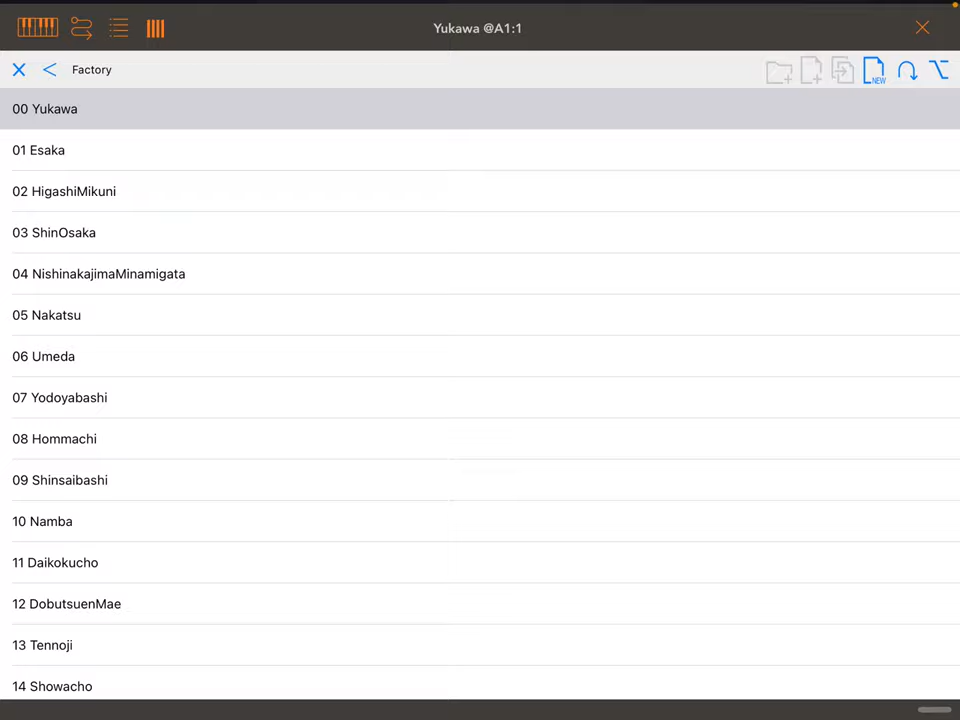 Yukawa @A1:1
Factory
NEW
00 Yukawa
01 Esaka
02 HigashiMikuni
03 ShinOsaka
04 NishinakajimaMinamigata
05 Nakatsu
06 Umeda
07 Yodoyabashi
08 Hommachi
09 Shinsaibashi
10 Namba
11 Daikokucho
12 DobutsuenMae
13 Tennoji
14 Showacho